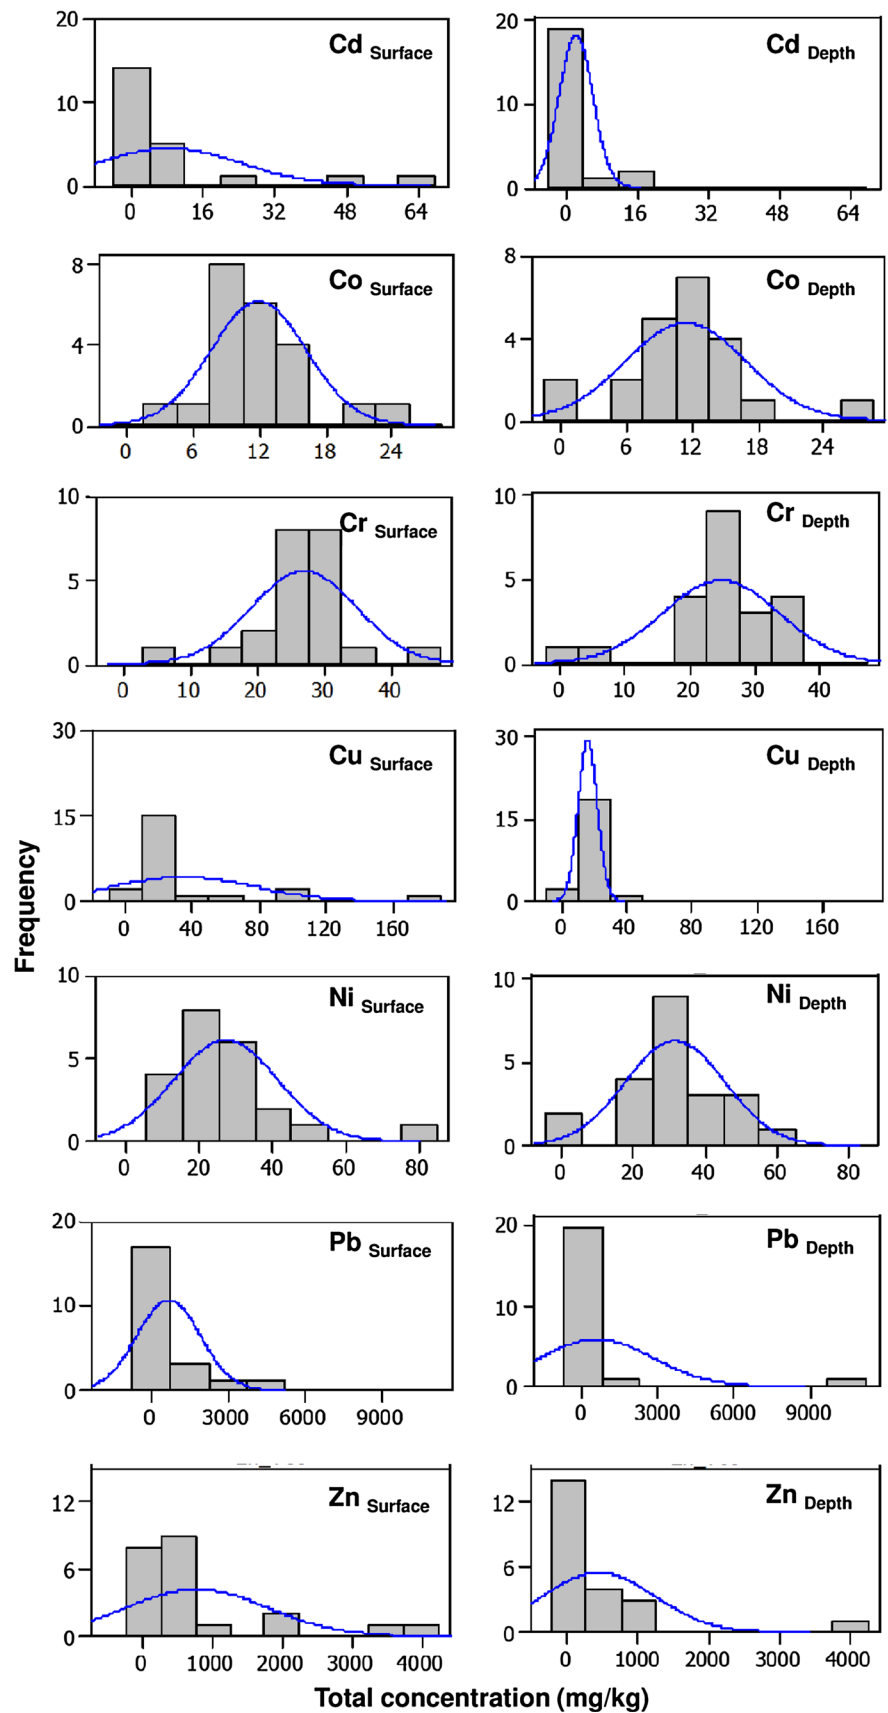 20
10
0
Cd Surface
0 16 32 48 64
20
10
0
Cd Depth
0 16 32 48 64
8
4
0
Co Surface
0 6 12 18 24
8
4
0
Co Depth
0 6 12 18 24
10
5
0
Cr Surface
0 10 20 30 40
10
5
0
Cr Depth
0 10 20 30 40
30
15
0
Cu Surface
0 40 80 120 160
30
15
0
Cu Depth
0 40 80 120 160
Frequency
10
5
0
Ni Surface
0 20 40 60 80
10
5
0
Ni Depth
0 20 40 60 80
20
10
0
Pb Surface
0 3000 6000 9000
20
10
0
Pb Depth
0 3000 6000 9000
12
6
0
Zn Surface
0 1000 2000 3000 4000
12
6
0
Zn Depth
0 1000 2000 3000 4000
Total concentration (mg/kg)